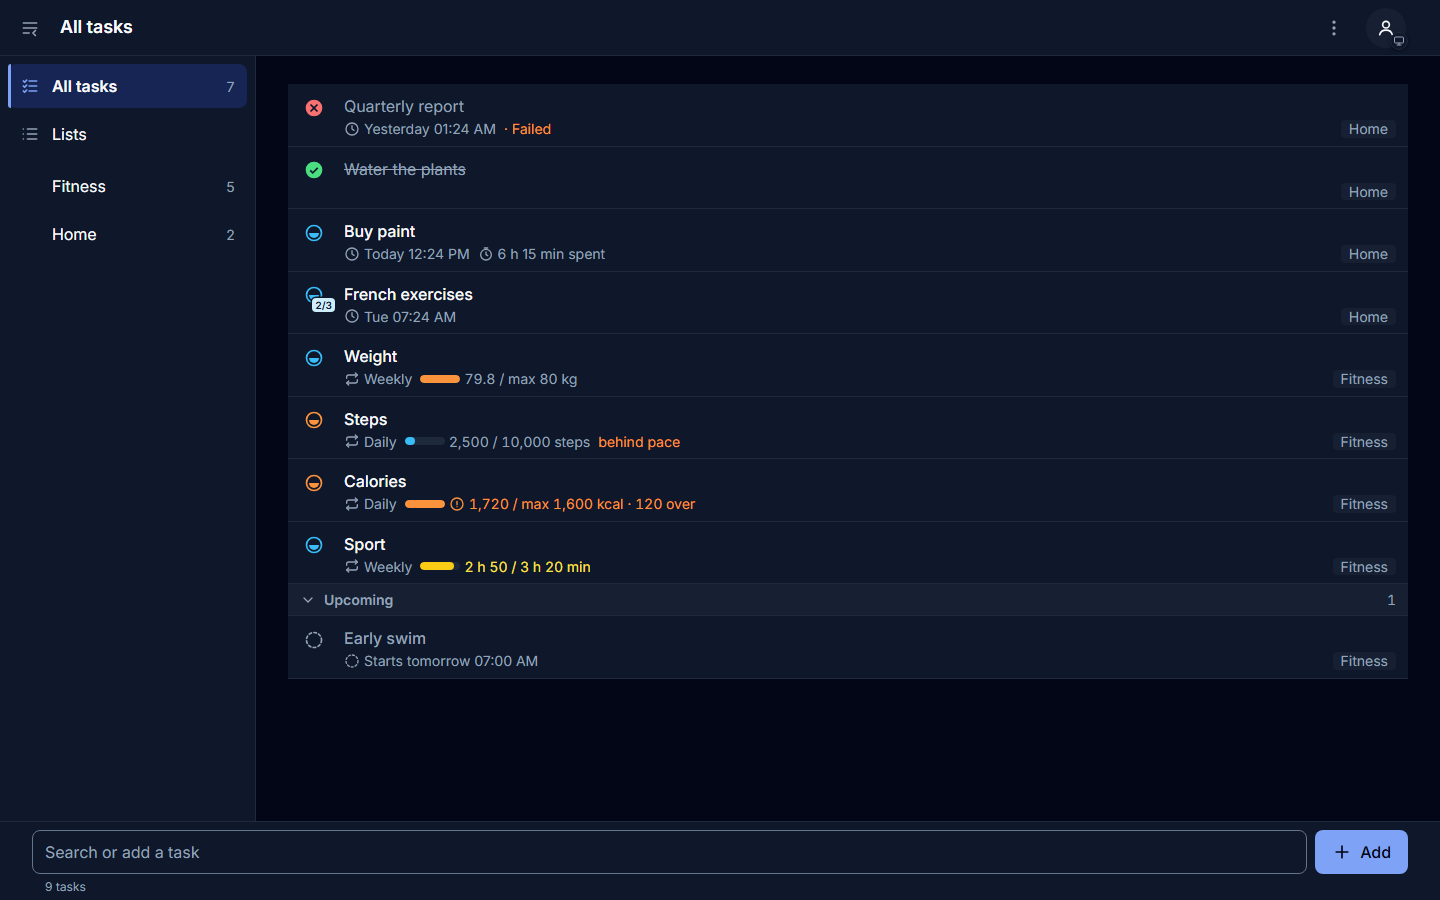 All tasks
All tasks 7
Lists
Fitness 5
Home 2
Quarterly report
Yesterday 01:24 AM · Failed Home
Water the plants
Home
Buy paint
Today 12:24 PM 6 h 15 min spent Home
French exercises
2/3
Tue 07:24 AM Home
Weight
Weekly 79.8 / max 80 kg Fitness
Steps
Daily 2,500 / 10,000 steps behind pace Fitness
Calories
Daily 1,720 / max 1,600 kcal · 120 over Fitness
Sport
Weekly 2 h 50 / 3 h 20 min Fitness
Upcoming 1
Early swim
Starts tomorrow 07:00 AM Fitness
Search or add a task
Add
9 tasks